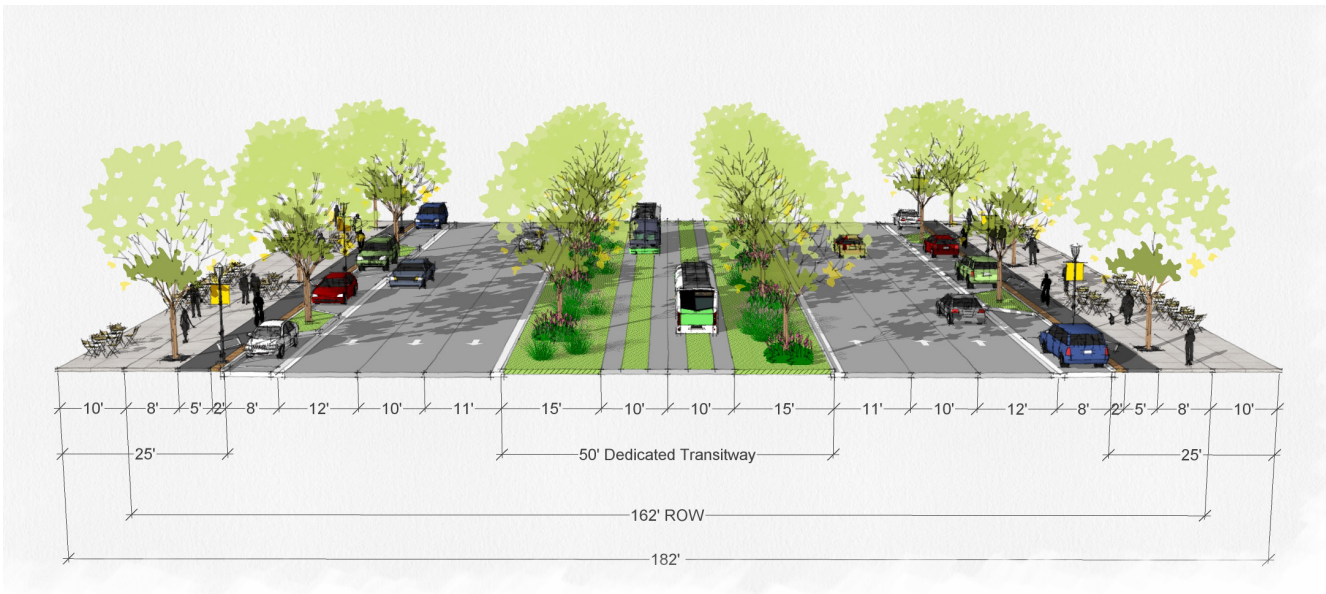 10' 8' 5' 2' 8' 12' 10' 11' 15' 10' 10' 15' 11' 10' 12' 8' 2' 5' 8' 10'
25' 50' Dedicated Transitway 25'
162' ROW
182'